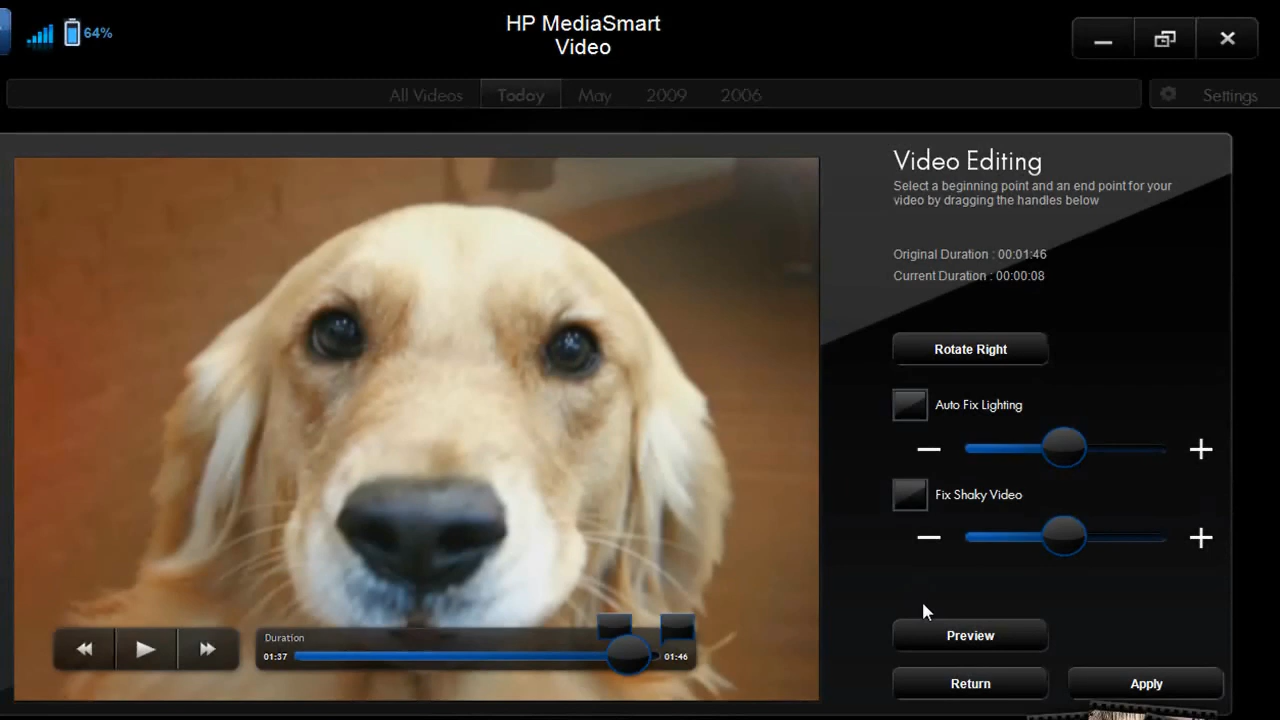 64%
HP MediaSmart
Video
All Videos Today May 2009 2006 Settings
Video Editing
Select a beginning point and an end point for your
video by dragging the handles below
Original Duration : 00:01:46
Current Duration : 00:00:08
Rotate Right
Auto Fix Lighting
Fix Shaky Video
Duration
01:37 01:46
Preview
Return Apply